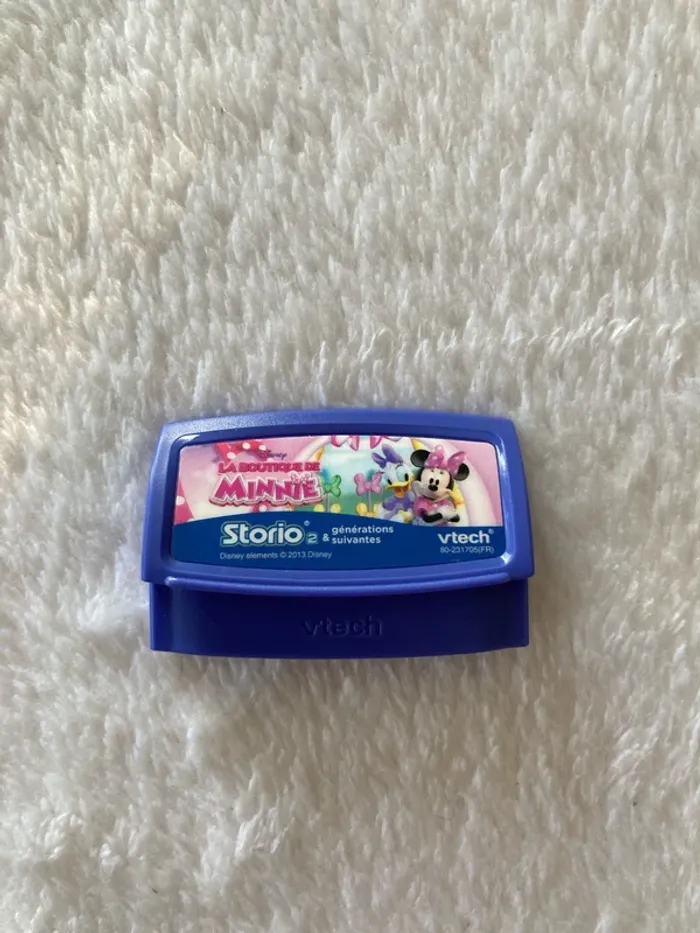 Disney
LA BOUTIQUE DE
MINNIE
Storio® 2 & générations suivantes
Disney elements © 2013 Disney
vtech®
80-231705(FR)
vtech